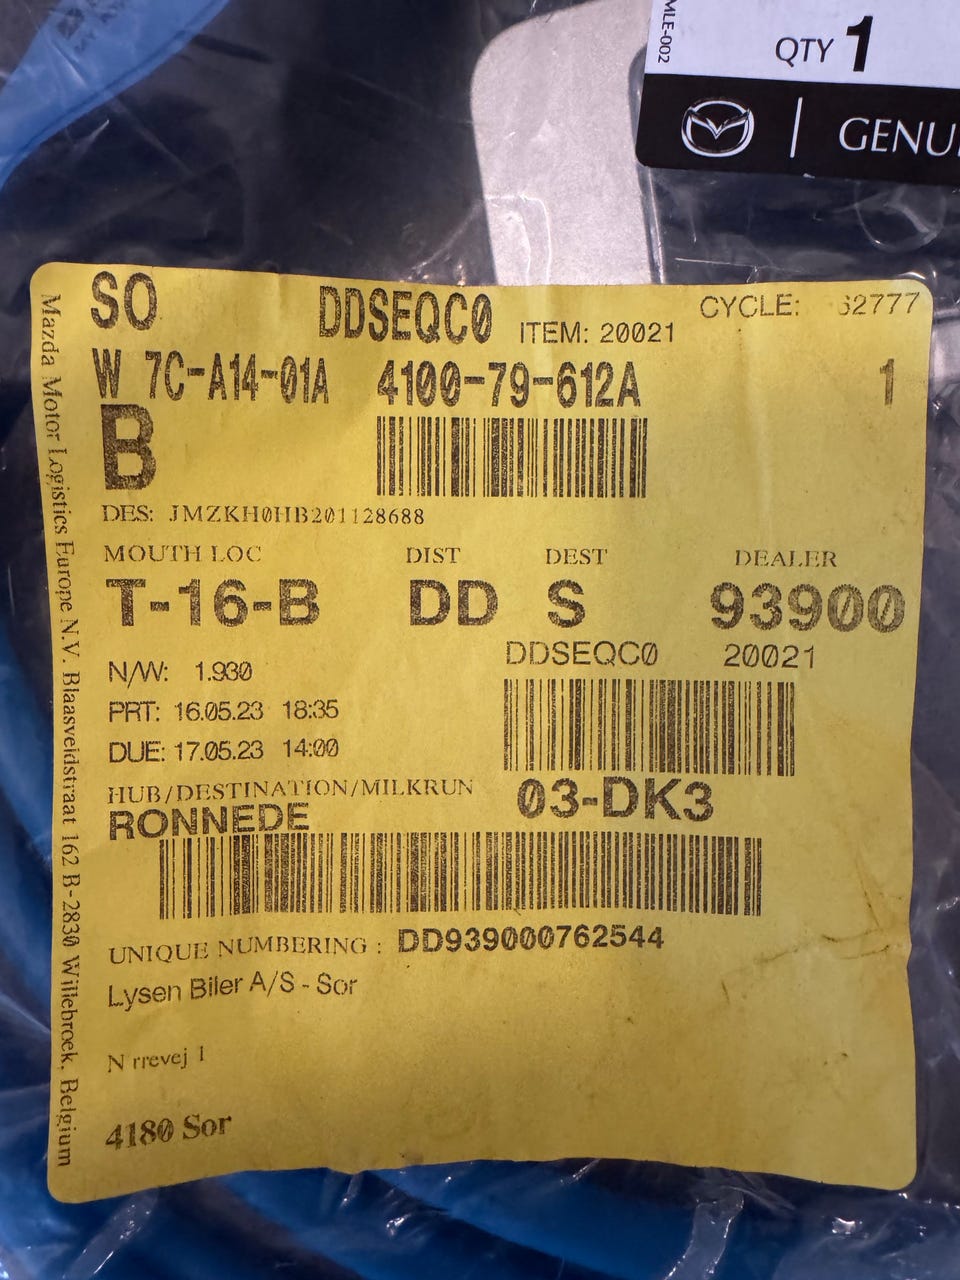 MLE-002
QTY 1
GENU
SO DDSEQC0 ITEM: 20021 CYCLE: 62777
W 7C-A14-01A 4100-79-612A 1
B
DES: JMZKH0HB201128688
MOUTH LOC DIST DEST DEALER
T-16-B DD S 93900
DDSEQC0 20021
N/W: 1.930
PRT: 16.05.23 18:35
DUE: 17.05.23 14:00
HUB/DESTINATION/MILKRUN 03-DK3
RONNEDE
UNIQUE NUMBERING : DD939000762544
Lysen Biler A/S - Sor
N rrevej 1
4180 Sor
Mazda Motor Logistics Europe N.V. Blaasveldstraat 162 B-2830 Willebroek, Belgium